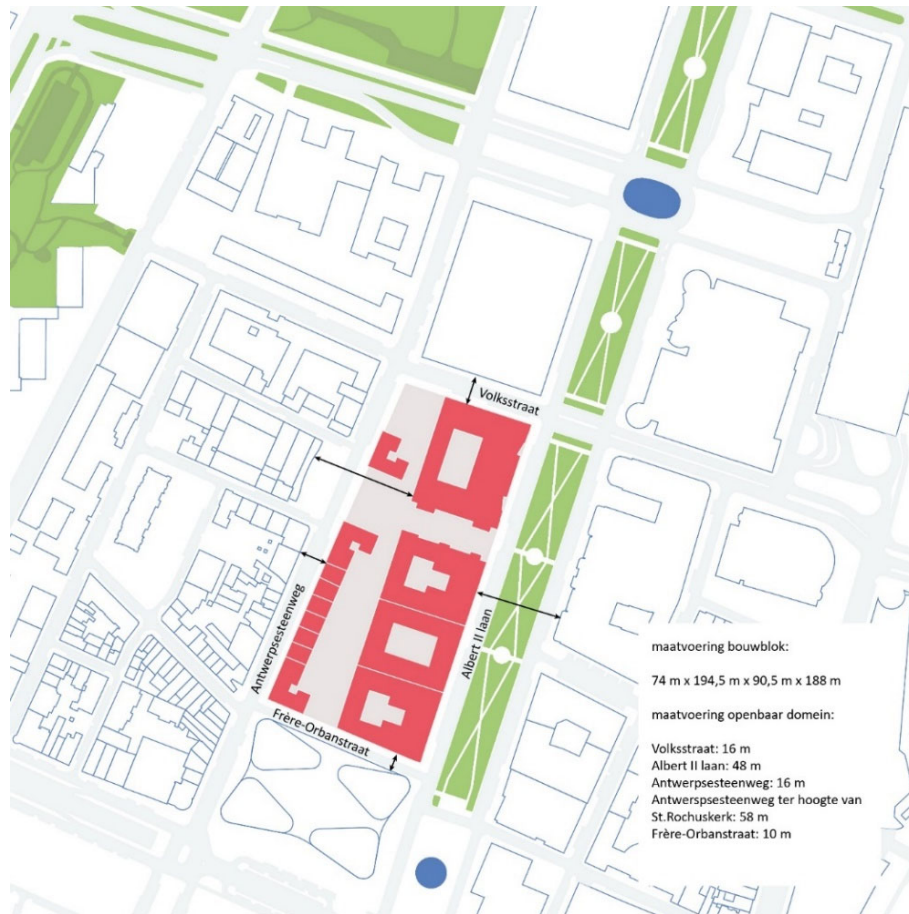 Volksstraat
Antwerpsesteenweg
Albert II laan
Frère-Orbanstraat
maatvoering bouwblok:
74 m x 194,5 m x 90,5 m x 188 m
maatvoering openbaar domein:
Volksstraat: 16 m
Albert II laan: 48 m
Antwerpsesteenweg: 16 m
Antwerspsesteenweg ter hoogte van
St.Rochuskerk: 58 m
Frère-Orbanstraat: 10 m